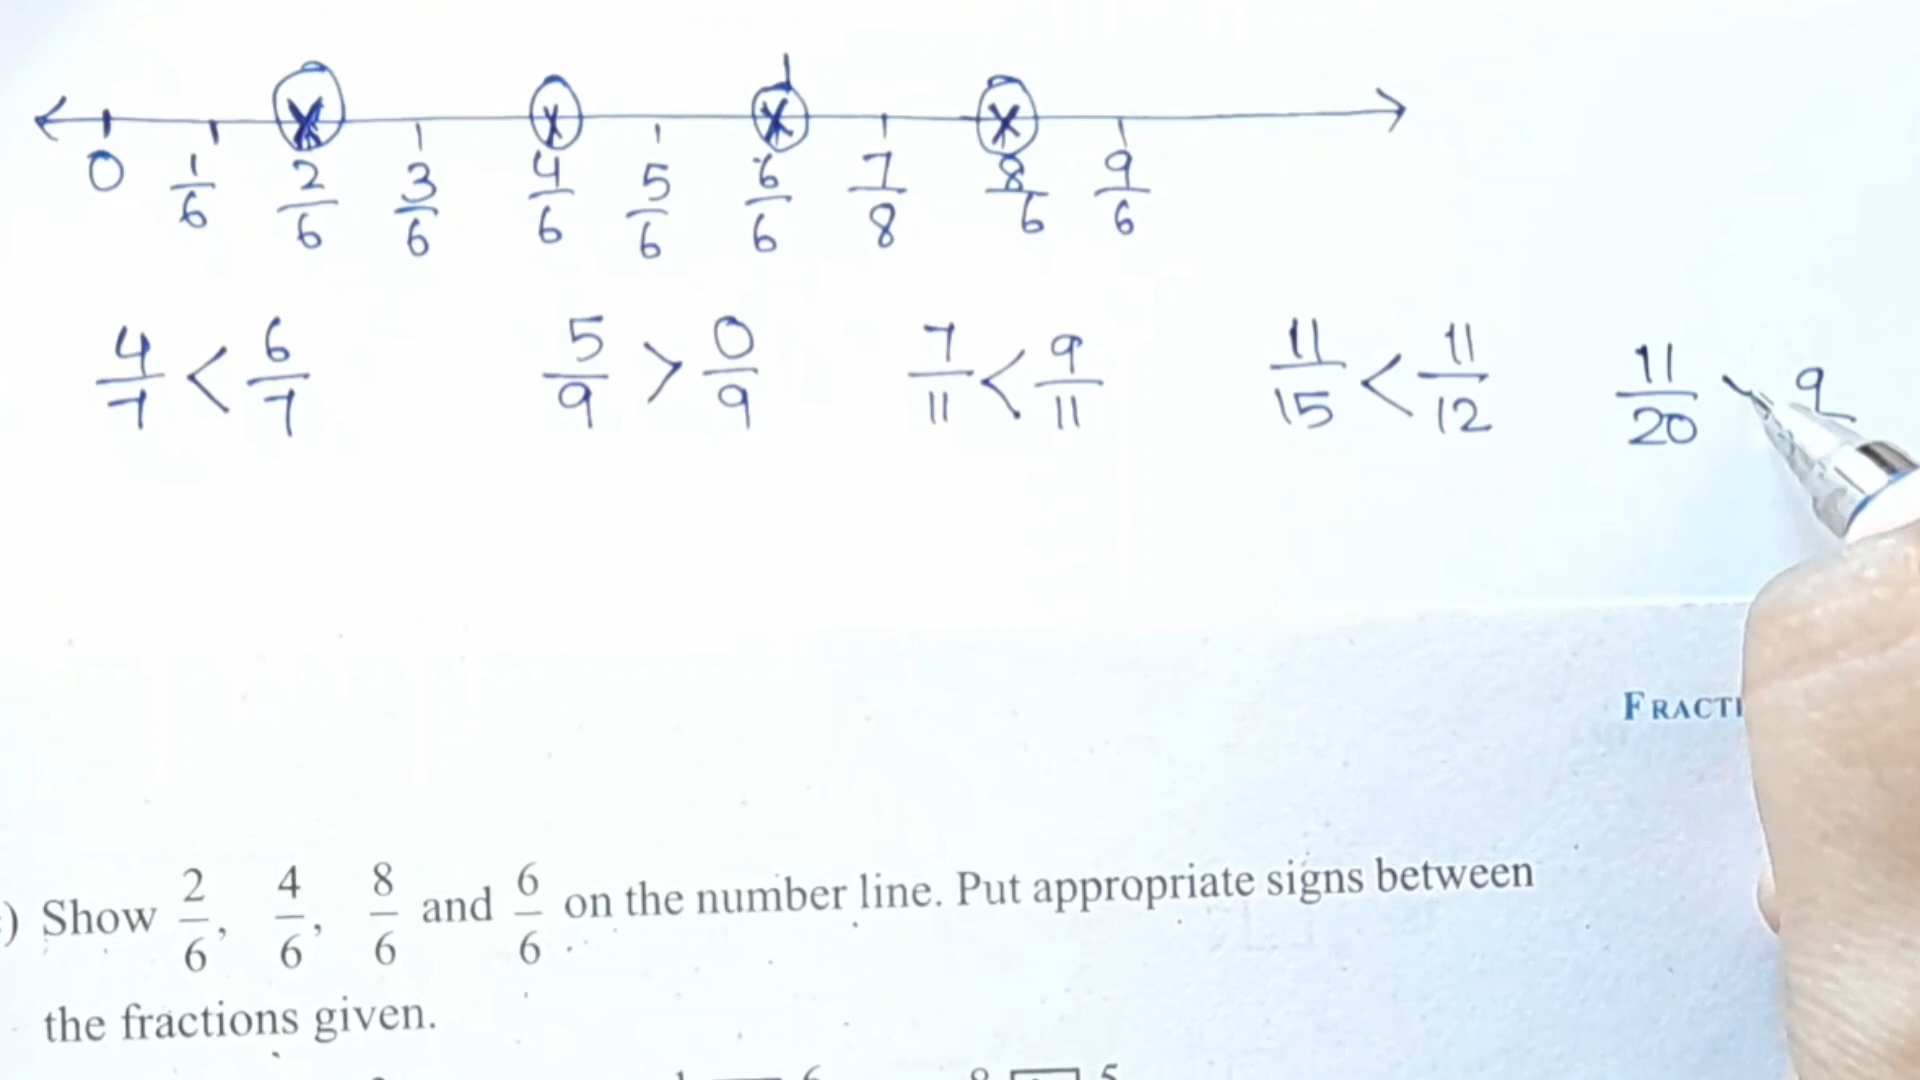 0 1/6 2/6 3/6 4/6 5/6 6/6 7/8 8/6 9/6
1
4/7 < 6/7 5/9 > 0/9 7/11 < 9/11 11/15 < 11/12 11/20 9
FRACTI
) Show 2/6, 4/6, 8/6 and 6/6 on the number line. Put appropriate signs between
the fractions given.